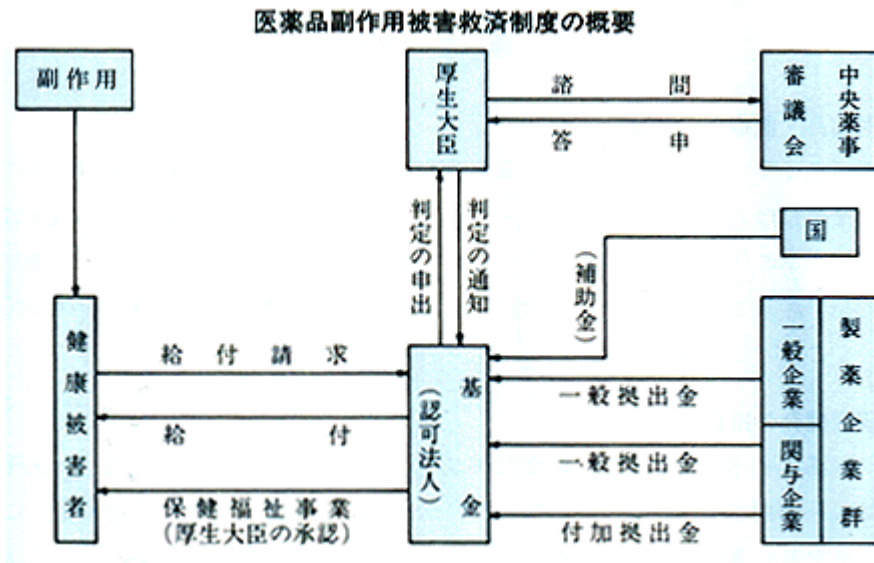 医薬品副作用被害救済制度の概要
副作用
厚生大臣
諮問
答申
中央薬事
審議会
判定の申出
判定の通知
国
(補助金)
健康被害者
給付請求
給付
保健福祉事業
(厚生大臣の承認)
基金
(認可法人)
一般拠出金
一般拠出金
付加拠出金
一般企業
関与企業
製薬企業群